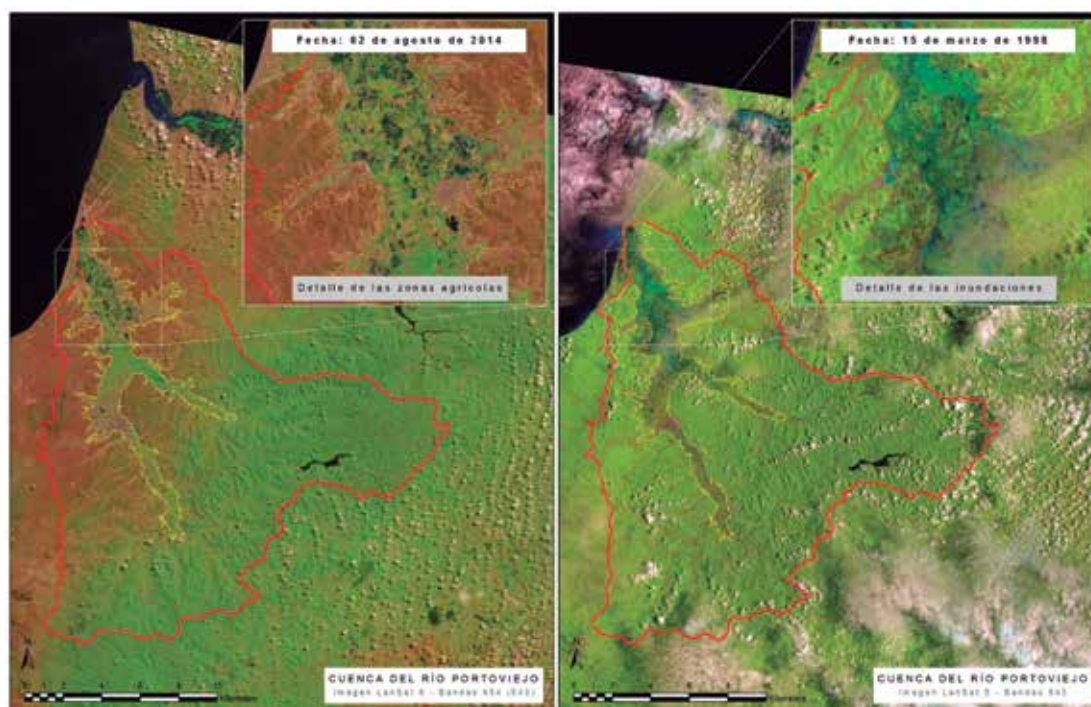 Fecha: 02 de agosto de 2014
Detalle de las zonas agrícolas
CUENCA DEL RÍO PORTOVIEJO
Imagen LanSat 8 - Bandas 654 (543)
Fecha: 15 de marzo de 1998
Detalle de las inundaciones
CUENCA DEL RÍO PORTOVIEJO
Imagen LanSat 5 - Bandas 543